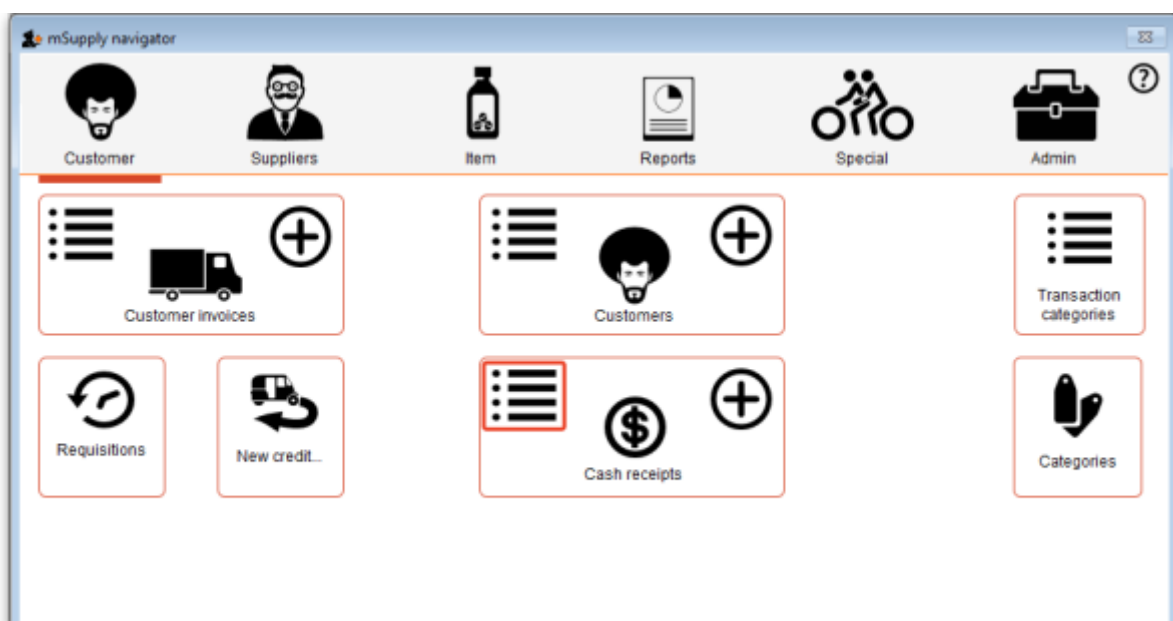 mSupply navigator
Customer
Suppliers
Item
Reports
Special
Admin
?
Customer invoices
Customers
Transaction
categories
Requisitions
New credit...
$
Cash receipts
Categories